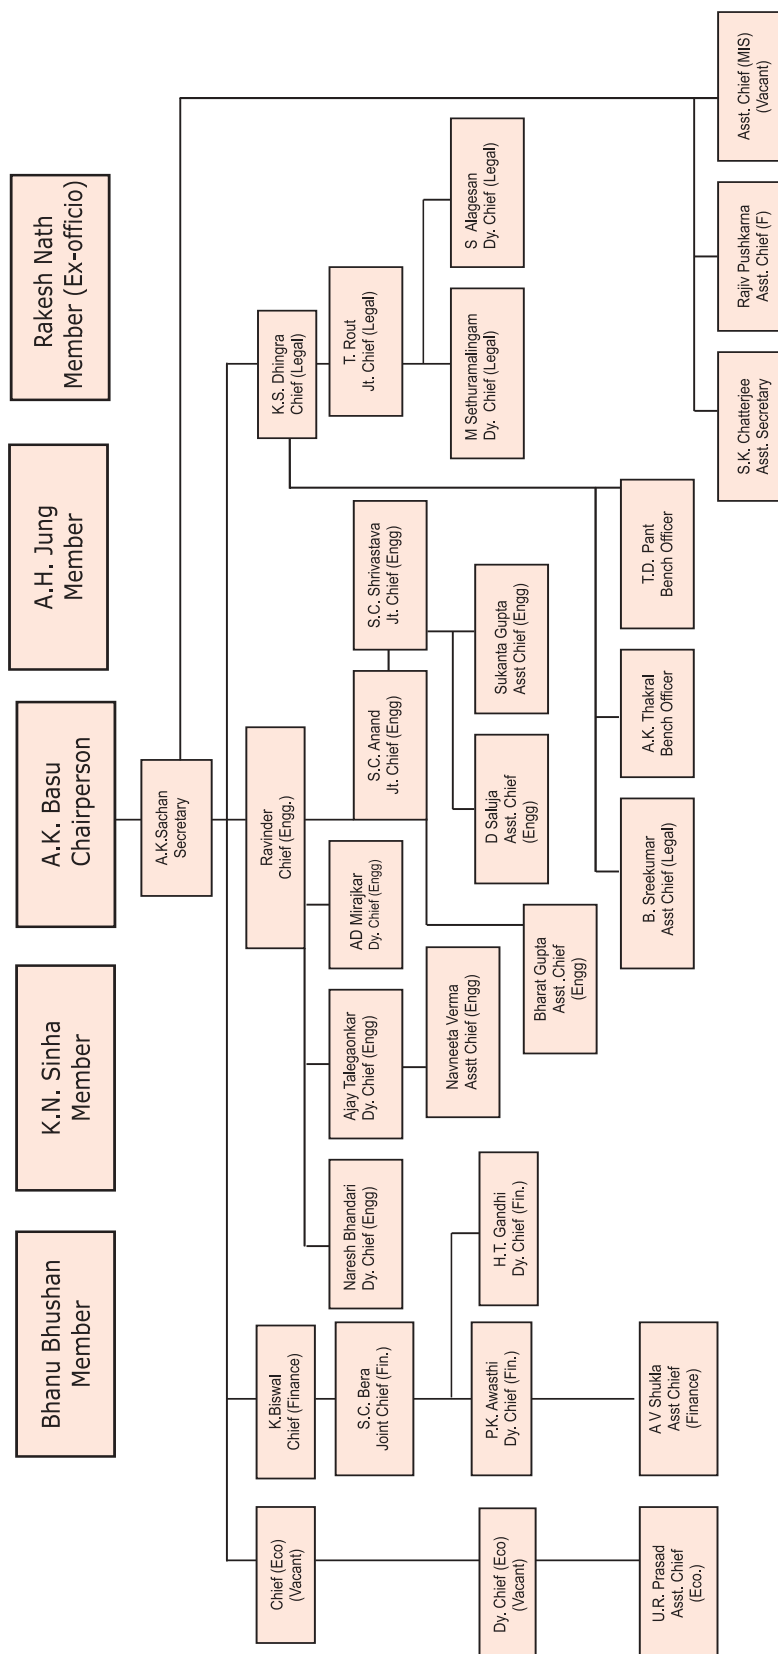 Bhanu Bhushan
Member
K.N. Sinha
Member
A.K. Basu
Chairperson
A.H. Jung
Member
Rakesh Nath
Member (Ex-officio)
A.K.Sachan
Secretary
Chief (Eco)
(Vacant)
K.Biswal
Chief (Finance)
Ravinder
Chief (Engg.)
K.S. Dhingra
Chief (Legal)
S.C. Bera
Joint Chief (Fin.)
Naresh Bhandari
Dy. Chief (Engg)
Ajay Talegaonkar
Dy. Chief (Engg)
AD Mirajkar
Dy. Chief (Engg)
S.C. Anand
Jt. Chief (Engg)
S.C. Shrivastava
Jt. Chief (Engg)
T. Rout
Jt. Chief (Legal)
Dy. Chief (Eco)
(Vacant)
P.K. Awasthi
Dy. Chief (Fin.)
H.T. Gandhi
Dy. Chief (Fin.)
Navneeta Verma
Asstt Chief (Engg)
Bharat Gupta
Asst .Chief
(Engg)
D Saluja
Asst. Chief
(Engg)
Sukanta Gupta
Asst Chief (Engg)
M Sethuramalingam
Dy. Chief (Legal)
S Alagesan
Dy. Chief (Legal)
U.R. Prasad
Asst. Chief
(Eco.)
A V Shukla
Asst Chief
(Finance)
B. Sreekumar
Asst Chief (Legal)
A.K. Thakral
Bench Officer
T.D. Pant
Bench Officer
S.K. Chatterjee
Asst. Secretary
Rajiv Pushkarna
Asst. Chief (F)
Asst. Chief (MIS)
(Vacant)